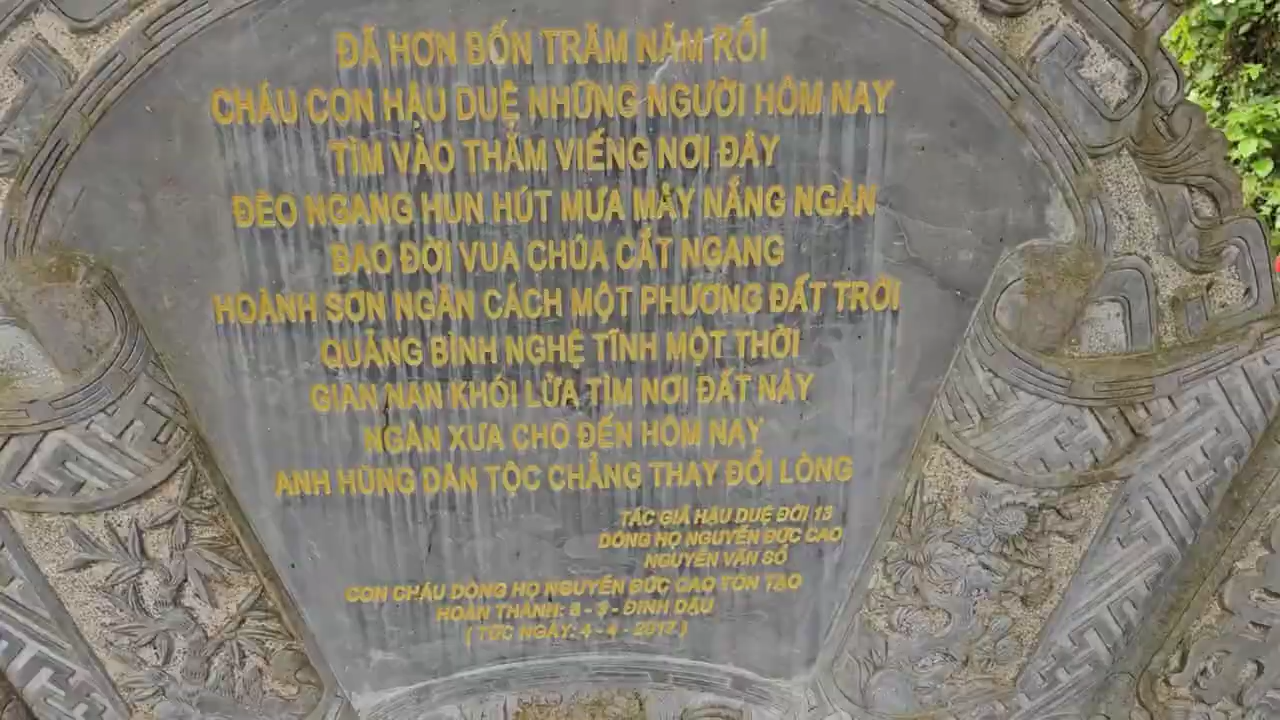 ĐÃ HƠN BỐN TRĂM NĂM RỒI
CHÁU CON HẬU DUỆ NHỮNG NGƯỜI HÔM NAY
TÌM VÀO THĂM VIẾNG NƠI ĐÂY
ĐÈO NGANG HUN HÚT MƯA MÂY NẮNG NGÀN
BAO ĐỜI VUA CHÚA CẮT NGANG
HOÀNH SƠN NGĂN CÁCH MỘT PHƯƠNG ĐẤT TRỜI
QUẢNG BÌNH NGHỆ TĨNH MỘT THỜI
GIAN NAN KHÓI LỬA TÌM NƠI ĐẤT NÀY
NGÀN XƯA CHO ĐẾN HÔM NAY
ANH HÙNG DÂN TỘC CHẲNG THAY ĐỔI LÒNG
TÁC GIẢ HẬU DUỆ ĐỜI 13
DÒNG HỌ NGUYỄN ĐỨC CAO
NGUYỄN VĂN SỔ
CON CHÁU DÒNG HỌ NGUYỄN ĐỨC CAO TÔN TẠO
HOÀN THÀNH: 8 - 3 - ĐINH DẬU
( TỨC NGÀY: 4 - 4 - 2017 )